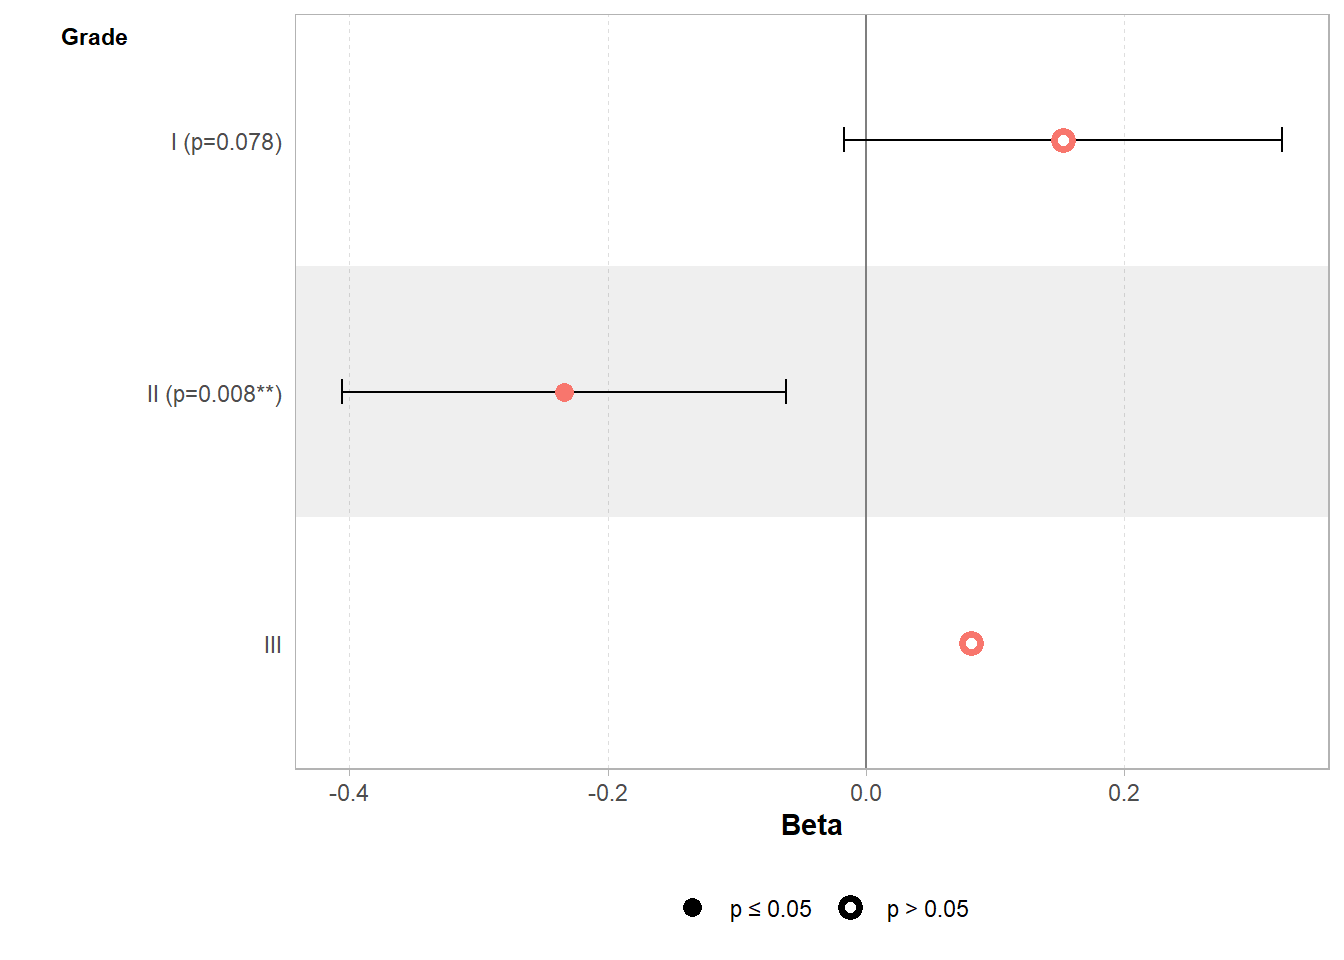 Grade
I (p=0.078)
II (p=0.008**)
III
-0.4 -0.2 0.0 0.2
Beta
p ≤ 0.05 p > 0.05